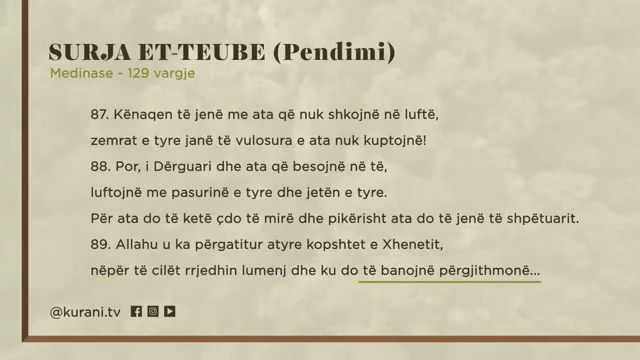 SURJA ET-TEUBE (Pendimi)
Medinase - 129 vargje
87. Kënaqen të jenë me ata që nuk shkojnë në luftë,
zemrat e tyre janë të vulosura e ata nuk kuptojnë!
88. Por, i Dërguari dhe ata që besojnë në të,
luftojnë me pasurinë e tyre dhe jetën e tyre.
Për ata do të ketë çdo të mirë dhe pikërisht ata do të jenë të shpëtuarit.
89. Allahu u ka përgatitur atyre kopshtet e Xhenetit,
nëpër të cilët rrjedhin lumenj dhe ku do të banojnë përgjithmonë...
@kurani.tv